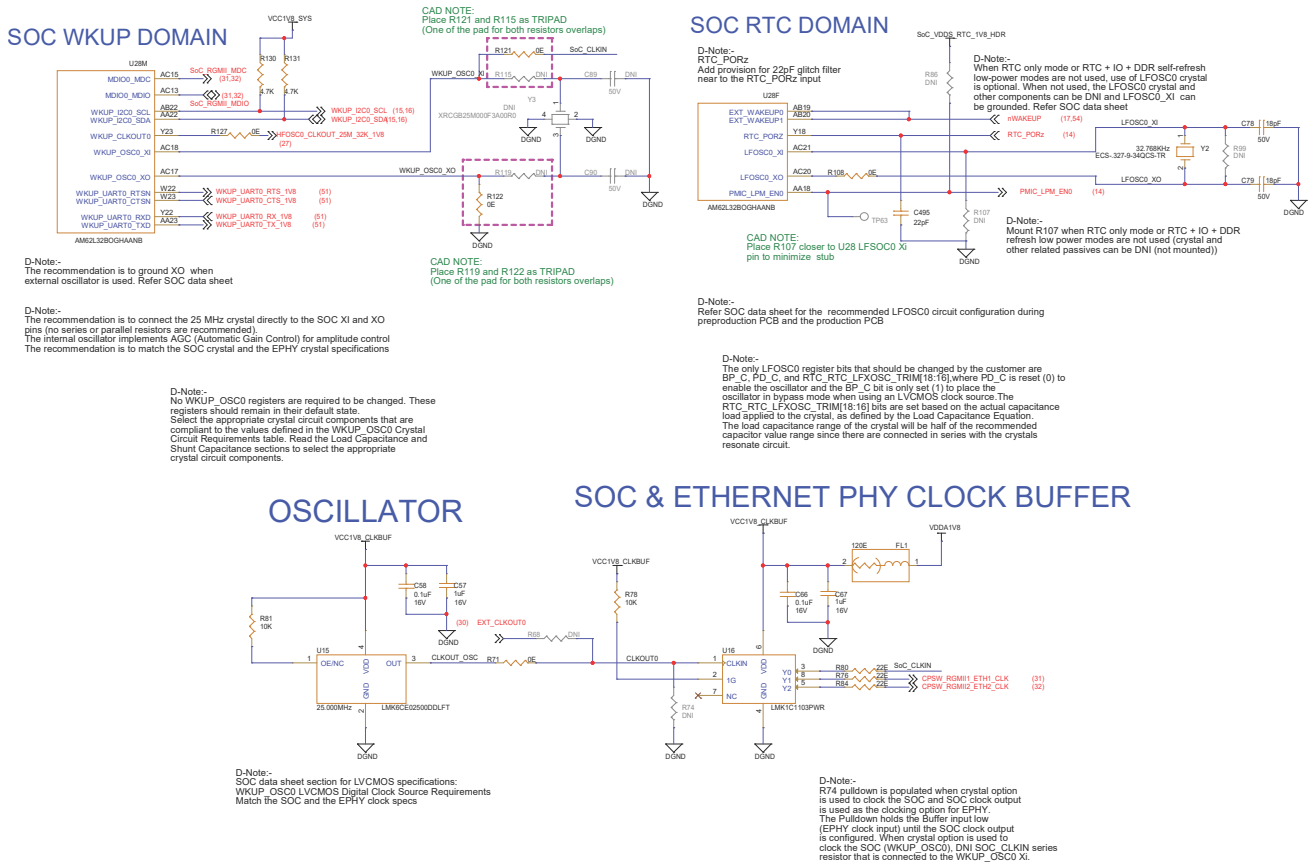 SOC WKUP DOMAIN
VCC1V8_SYS
CAD NOTE:
Place R121 and R115 as TRIPAD
(One of the pad for both resistors overlaps)
U28M
MDIO0_MDC
MDIO0_MDIO
WKUP_I2C0_SCL
WKUP_I2C0_SDA
WKUP_CLKOUT0
WKUP_OSC0_XI
WKUP_OSC0_XO
WKUP_UART0_RTSN
WKUP_UART0_CTSN
WKUP_UART0_RXD
WKUP_UART0_TXD
AM62L32BOGHAANB
AC15
AC13
AB22
AA22
Y23
AC18
AC17
W22
W23
Y22
AA23
SoC_RGMII_MDC
(31,32)
(31,32)
SoC_RGMII_MDIO
R130
R131
4.7K
4.7K
WKUP_I2C0_SCL (15,16)
WKUP_I2C0_SDA(15,16)
R127
0E
HFOSC0_CLKOUT_25M_32K_1V8
(27)
WKUP_UART0_RTS_1V8 (51)
WKUP_UART0_CTS_1V8 (51)
WKUP_UART0_RX_1V8 (51)
WKUP_UART0_TX_1V8 (51)
WKUP_OSC0_XI
R121
0E
SoC_CLKIN
R115
DNI
C89
DNI
50V
Y3
DNI
XRCGB25M000F3A00R0
1
4
2
3
DGND
WKUP_OSC0_XO
R119
DNI
C90
DNI
50V
R122
0E
DGND
DGND
CAD NOTE:
Place R119 and R122 as TRIPAD
(One of the pad for both resistors overlaps)
D-Note:-
The recommendation is to ground XO when
external oscillator is used. Refer SOC data sheet
D-Note:-
The recommendation is to connect the 25 MHz crystal directly to the SOC XI and XO
pins (no series or parallel resistors are recommended).
The internal oscillator implements AGC (Automatic Gain Control) for amplitude control
The recommendation is to match the SOC crystal and the EPHY crystal specifications
D-Note:-
No WKUP_OSC0 registers are required to be changed. These
registers should remain in their default state.
Select the appropriate crystal circuit components that are
compliant to the values defined in the WKUP_OSC0 Crystal
Circuit Requirements table. Read the Load Capacitance and
Shunt Capacitance sections to select the appropriate
crystal circuit components.
SOC RTC DOMAIN
D-Note:-
RTC_PORz
Add provision for 22pF glitch filter
near to the RTC_PORz input
SoC_VDDS_RTC_1V8_HDR
D-Note:-
When RTC only mode or RTC + IO + DDR self-refresh
low-power modes are not used, use of LFOSC0 crystal
is optional. When not used, the LFOSC0 crystal and
other components can be DNI and LFOSC0_XI can
be grounded. Refer SOC data sheet
U28F
EXT_WAKEUP0
EXT_WAKEUP1
RTC_PORZ
LFOSC0_XI
LFOSC0_XO
PMIC_LPM_EN0
AM62L32BOGHAANB
AB19
AB20
Y18
AC21
AC20
AA18
R86
DNI
nWAKEUP (17,54)
RTC_PORz (14)
R108
0E
PMIC_LPM_EN0 (14)
TP63
C495
22pF
R107
DNI
DGND
LFOSC0_XI
LFOSC0_XO
32.768KHz
ECS-.327-9-34QCS-TR
1
2
Y2
R99
DNI
C78
18pF
50V
C79
18pF
50V
DGND
CAD NOTE:
Place R107 closer to U28 LFSOC0 Xi
pin to minimize stub
D-Note:-
Mount R107 when RTC only mode or RTC + IO + DDR
refresh low power modes are not used (crystal and
other related passives can be DNI (not mounted))
D-Note:-
Refer SOC data sheet for the recommended LFOSC0 circuit configuration during
preproduction PCB and the production PCB
D-Note:-
The only LFOSC0 register bits that should be changed by the customer are
BP_C, PD_C, and RTC_RTC_LFXOSC_TRIM[18:16],where PD_C is reset (0) to
enable the oscillator and the BP_C bit is only set (1) to place the
oscillator in bypass mode when using an LVCMOS clock source.The
RTC_RTC_LFXOSC_TRIM[18:16] bits are set based on the actual capacitance
load applied to the crystal, as defined by the Load Capacitance Equation.
The load capacitance range of the crystal will be half of the recommended
capacitor value range since there are connected in series with the crystals
resonate circuit.
OSCILLATOR
VCC1V8_CLKBUF
R81
10K
C58
0.1uF
16V
C57
1uF
16V
DGND
U15
1
OE/NC
VDD
4
OUT
3
GND
2
25.000MHz
LMK6CE02500DDLFT
DGND
CLKOUT_OSC
(30) EXT_CLKOUT0
R68
DNI
R71
0E
D-Note:-
SOC data sheet section for LVCMOS specifications:
WKUP_OSC0 LVCMOS Digital Clock Source Requirements
Match the SOC and the EPHY clock specs
SOC & ETHERNET PHY CLOCK BUFFER
VCC1V8_CLKBUF
VCC1V8_CLKBUF
R78
10K
120E
FL1
2
1
VDDA1V8
C66
0.1uF
16V
C67
1uF
16V
DGND
CLKOUT0
R74
DNI
DGND
U16
1
CLKIN
2
1G
7
NC
VDD
6
GND
4
Y0
Y1
Y2
3
8
5
LMK1C1103PWR
DGND
R80
22E
SoC_CLKIN
R76
22E
CPSW_RGMII1_ETH1_CLK (31)
R84
22E
CPSW_RGMII2_ETH2_CLK (32)
D-Note:-
R74 pulldown is populated when crystal option
is used to clock the SOC and SOC clock output
is used as the clocking option for EPHY.
The Pulldown holds the Buffer input low
(EPHY clock input) until the SOC clock output
is configured. When crystal option is used to
clock the SOC (WKUP_OSC0), DNI SOC_CLKIN series
resistor that is connected to the WKUP_OSC0 Xi.